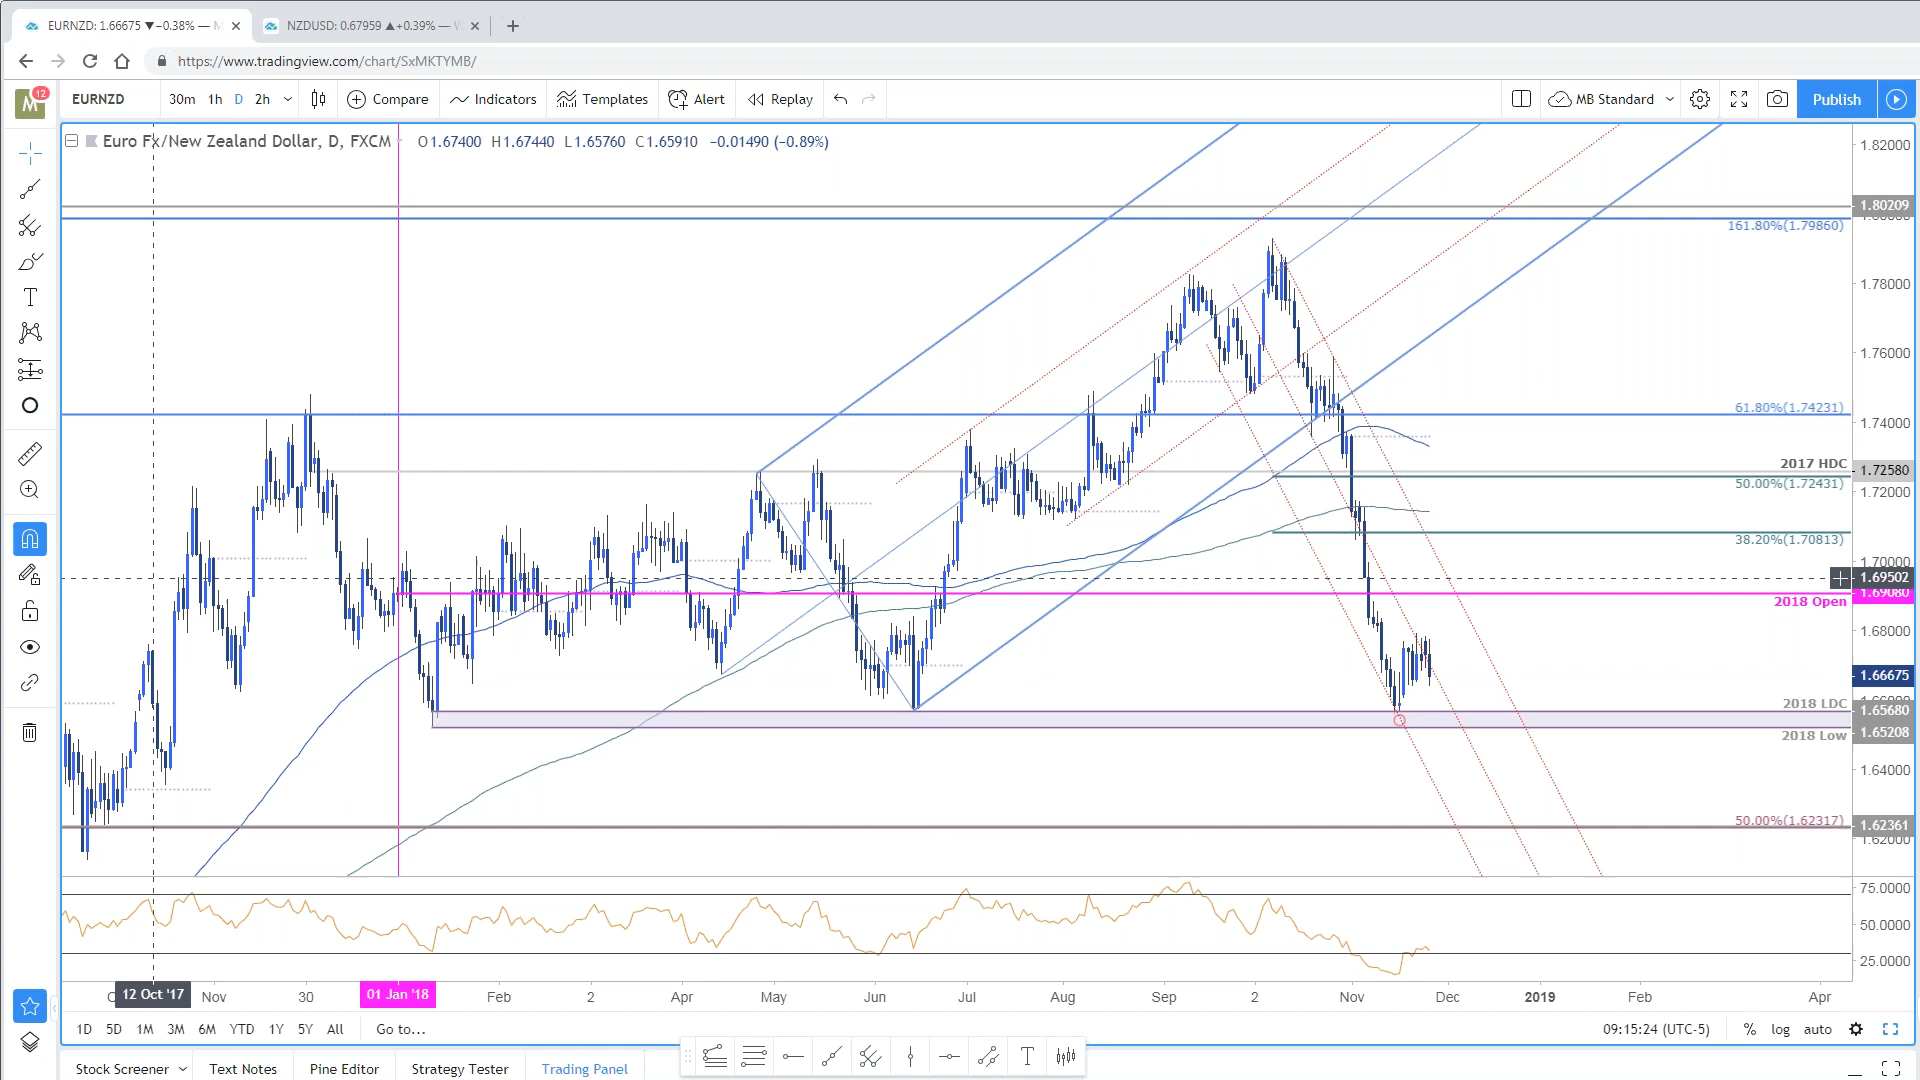 EURNZD: 1.66675 ▼−0.38% — M
NZDUSD: 0.67959 ▲+0.39% —
https://www.tradingview.com/chart/SxMKTYMB/
M 12
EURNZD 30m 1h D 2h Compare Indicators Templates Alert Replay MB Standard Publish
Euro Fx/New Zealand Dollar, D, FXCM O1.67400 H1.67440 L1.65760 C1.65910 −0.01490 (−0.89%)
1.82000
1.80209
161.80%(1.79860)
1.78000
1.76000
61.80%(1.74231)
1.74000
2017 HDC 1.72580
50.00%(1.72431)
1.72000
38.20%(1.70813)
1.70000
1.69502
1.69080
2018 Open
1.68000
1.66675
2018 LDC 1.65680
2018 Low 1.65208
1.64000
50.00%(1.62317) 1.62361
1.62000
75.0000
50.0000
25.0000
12 Oct '17 Nov 30 01 Jan '18 Feb 2 Apr May Jun Jul Aug Sep 2 Nov Dec 2019 Feb Apr
1D 5D 1M 3M 6M YTD 1Y 5Y All Go to... 09:15:24 (UTC-5) % log auto
Stock Screener Text Notes Pine Editor Strategy Tester Trading Panel